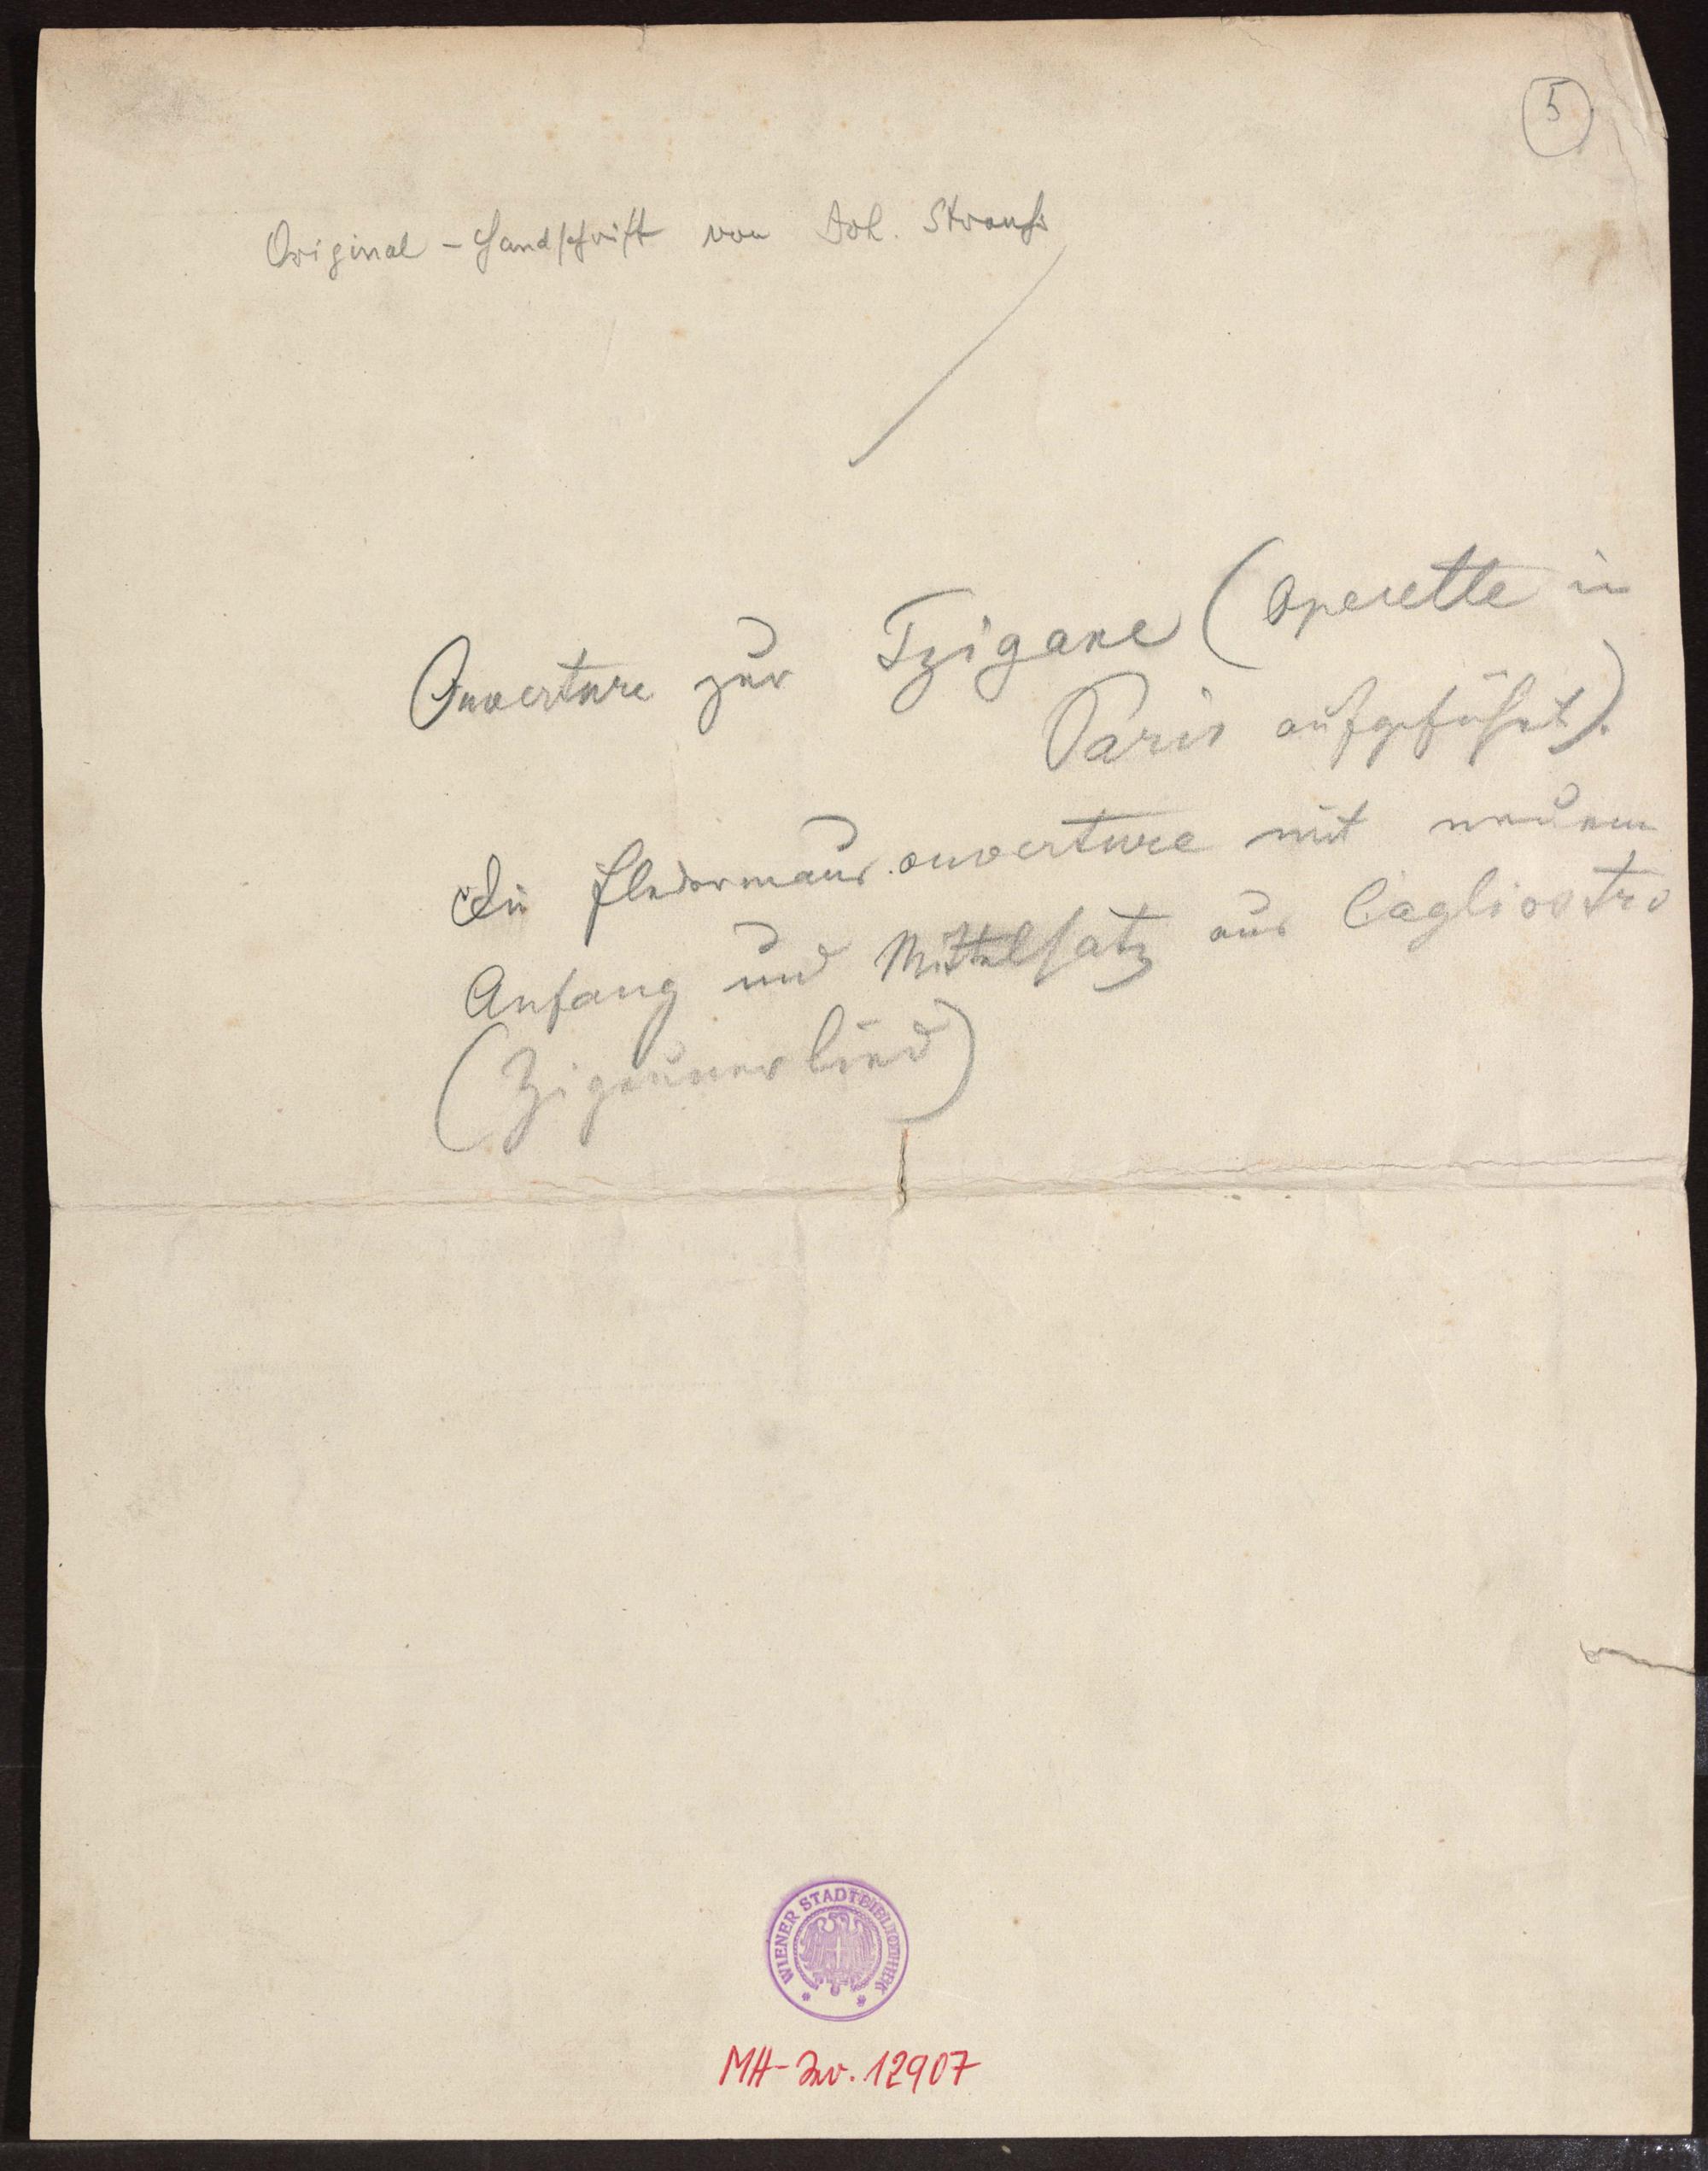 5
Original - Handschrift von Joh. Strauß
Ouverture zur Tzigane (Operette in
Paris aufgeführt).
Die Fledermaus.ouverture mit neuem
Anfang und Mittelsatz aus Cagliostro
(Zigeunerlied)
WIENER STADTBIBLIOTHEK
MH-Inv. 12907